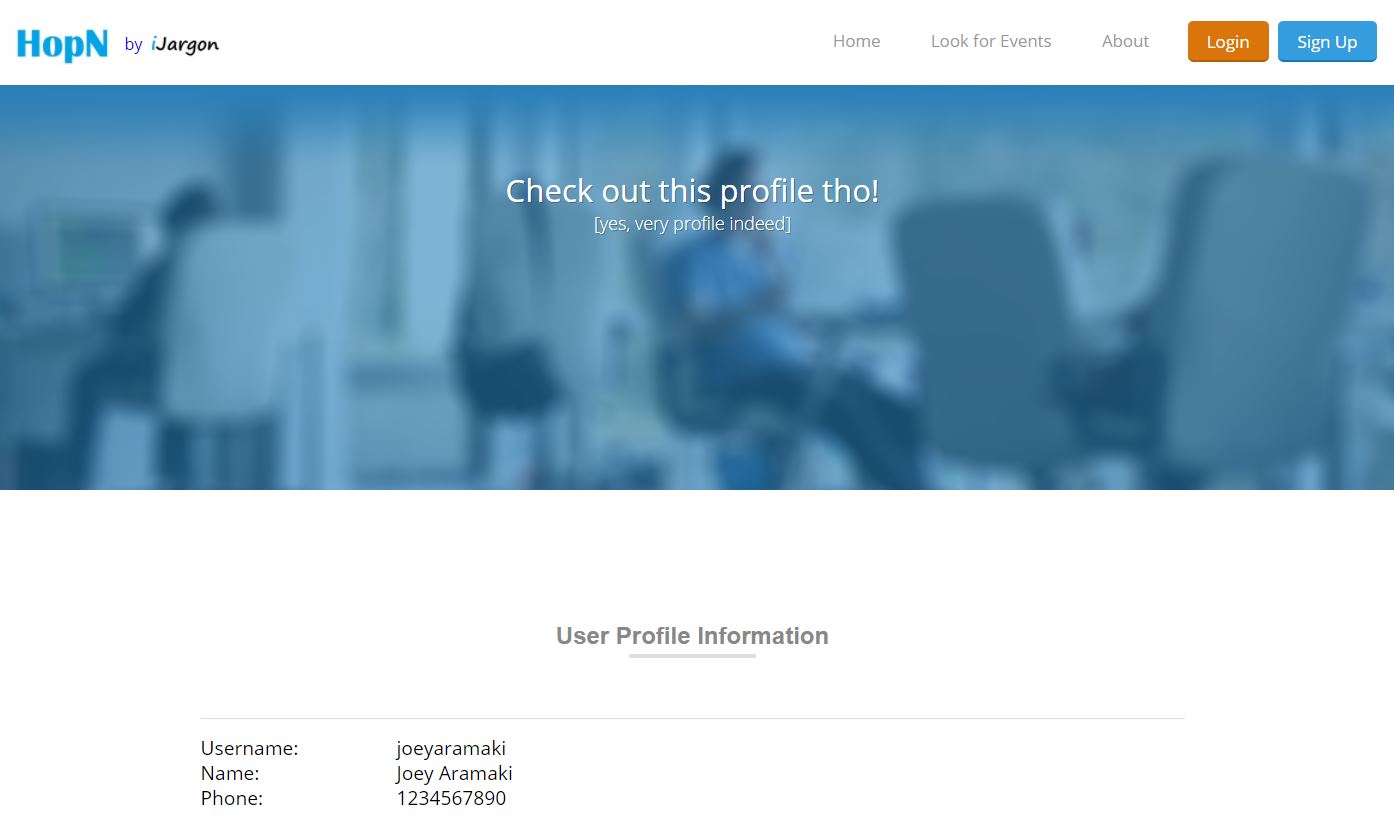 HopN by iJargon Home Look for Events About Login Sign Up
Check out this profile tho!
[yes, very profile indeed]
User Profile Information
Username: joeyaramaki
Name: Joey Aramaki
Phone: 1234567890